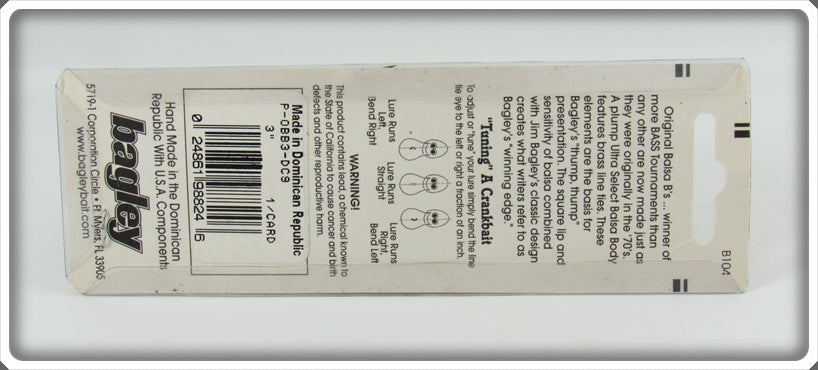 B104
Original Balsa B's ... winner of
more BASS Tournaments than
any other are now made just as
they were originally in the '70's.
A plump Ultra Select Balsa Body
features brass line ties. These
elements are the basis for
Bagley's "thump thump"
presentation. The square lip and
sensitivity of balsa combined
with Jim Bagley's classic design
creates what writers refer to as
Bagley's "winning edge."
"Tuning" A Crankbait
To adjust or "tune" your lure simply bend the line
tie eye to the left or right a fraction of an inch.
Lure Runs
Left,
Bend Right
Lure Runs
Straight
Lure Runs
Right,
Bend Left
WARNING!
This product contains lead, a chemical known to
the State of California to cause cancer and birth
defects and other reproductive harm.
Made in Dominican Republic
P-OBB3-DC9
3" 1/CARD
0 24861 98824 6
Hand Made in the Dominican
Republic With U.S.A. Components
bagley
5719-1 Corporation Circle • Ft Myers, FL 33905
www.bagleybait.com